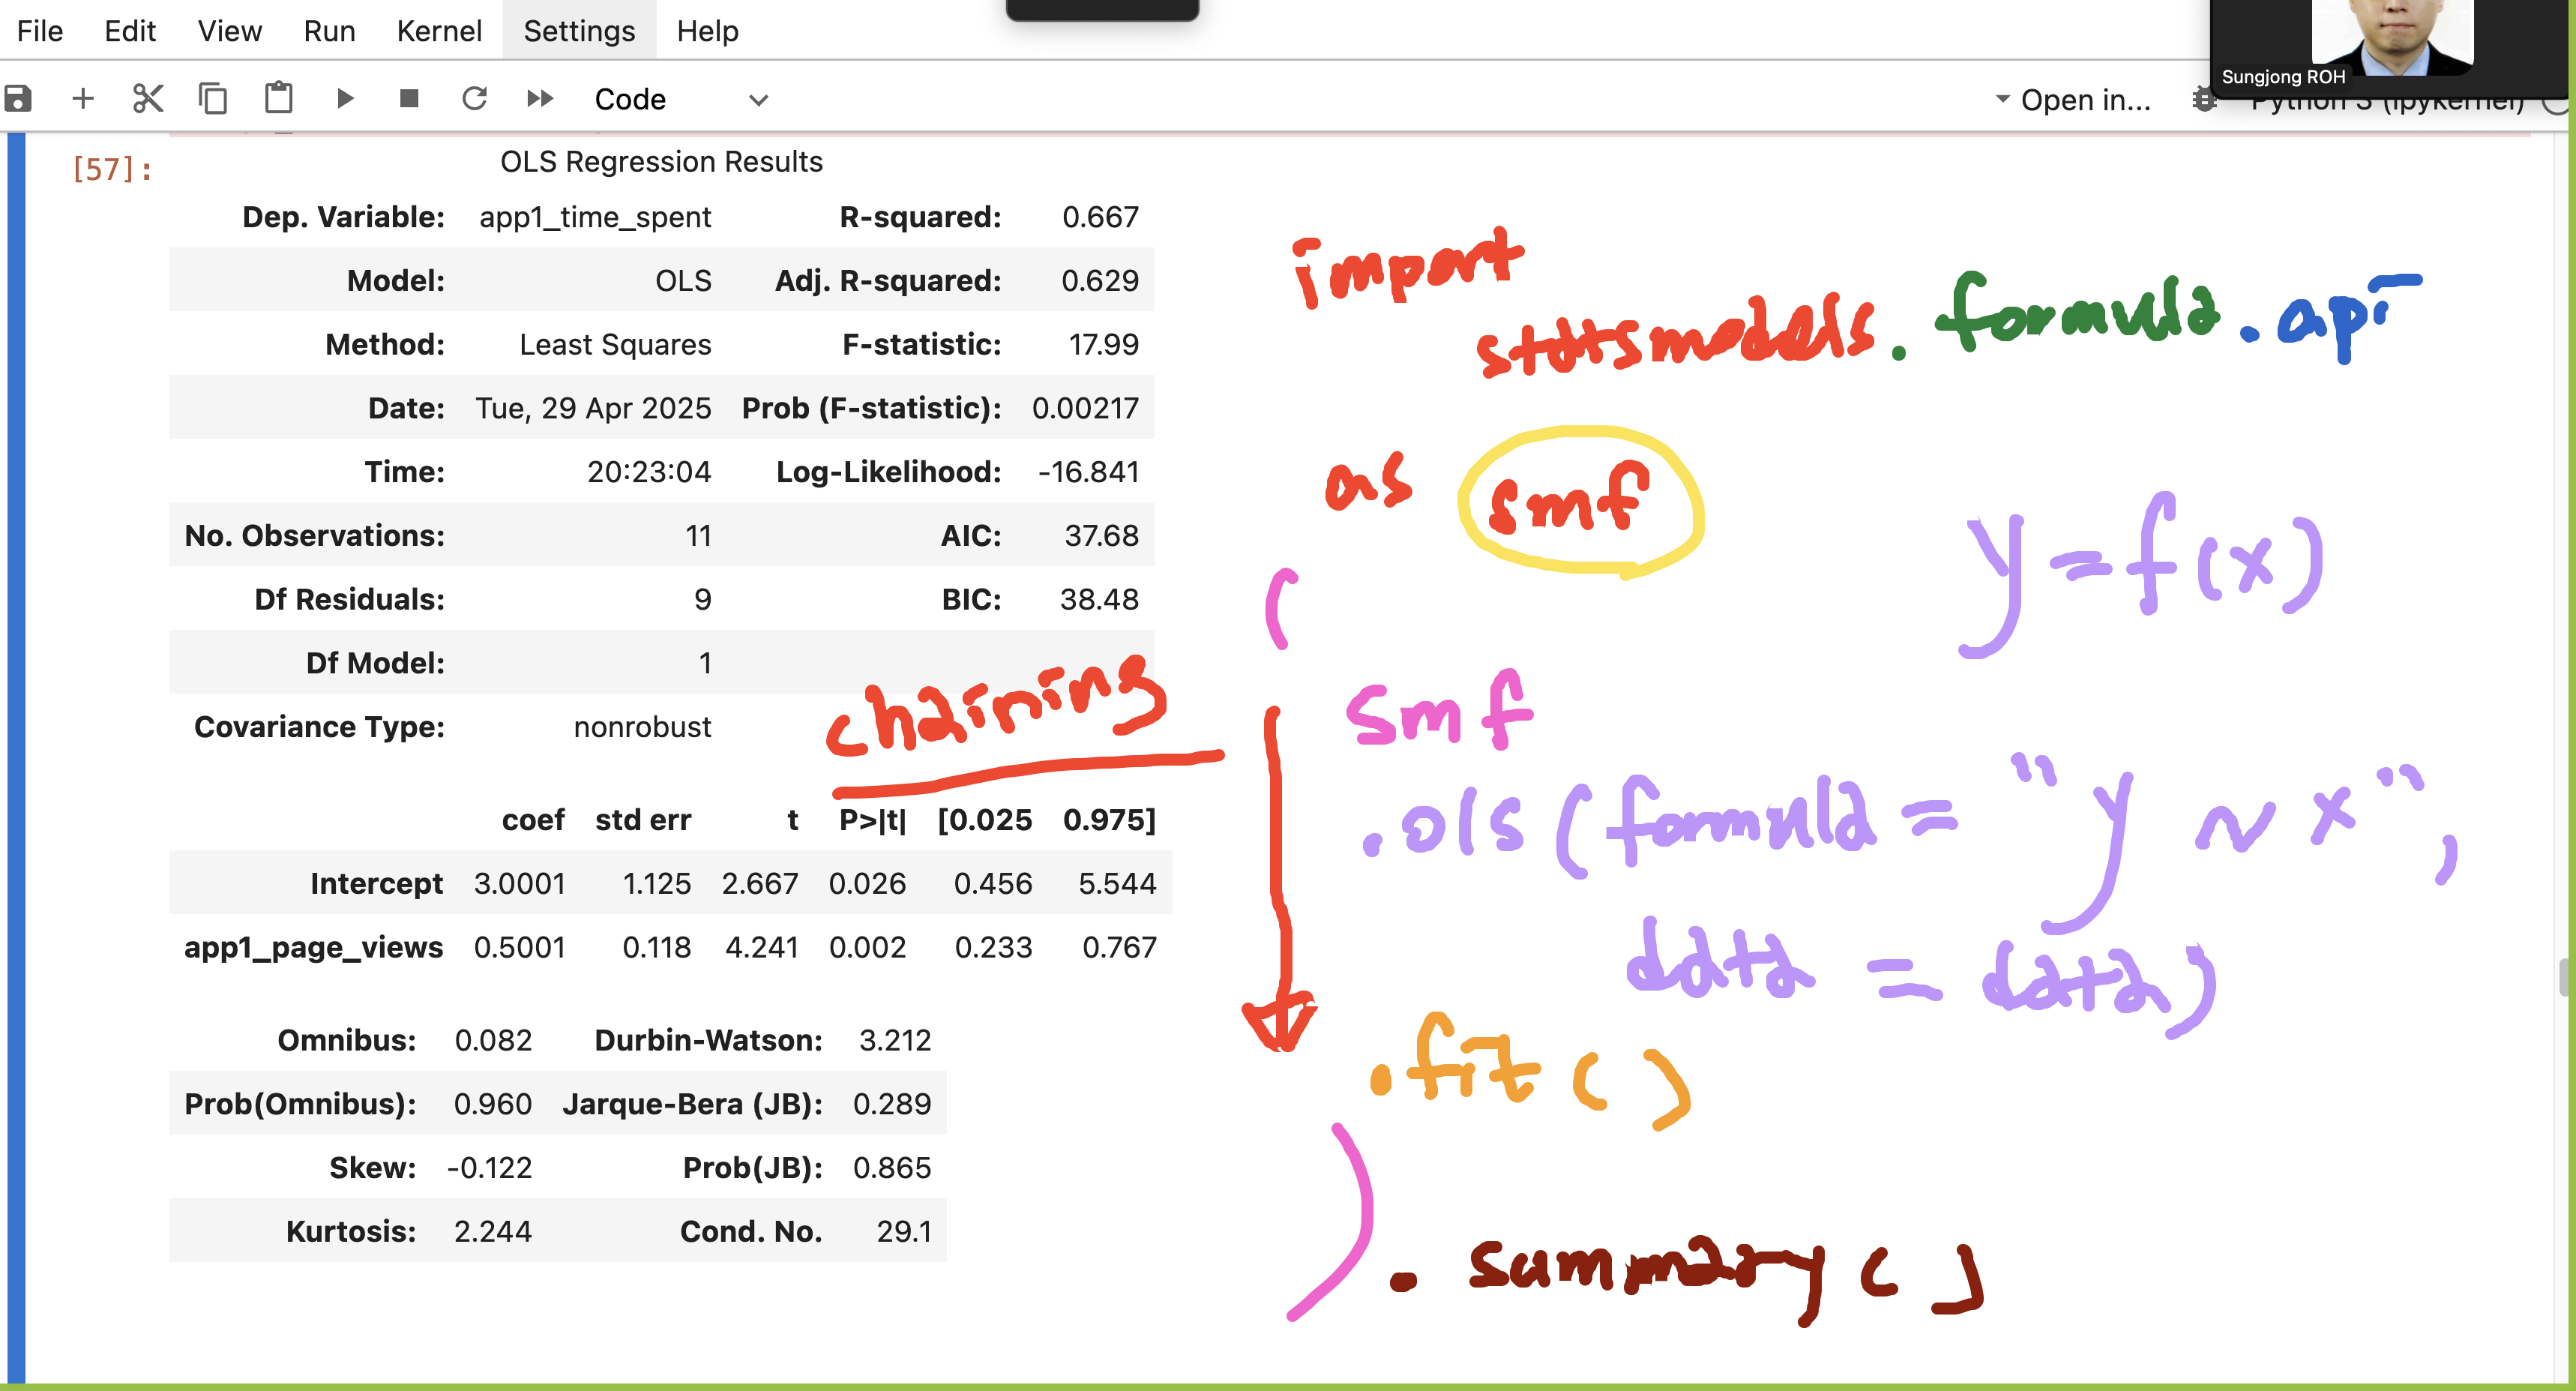 File Edit View Run Kernel Settings Help
Sungjong ROH
Code Open in... Python 3 (ipykernel)
[57]: OLS Regression Results
Dep. Variable: app1_time_spent R-squared: 0.667
Model: OLS Adj. R-squared: 0.629
Method: Least Squares F-statistic: 17.99
Date: Tue, 29 Apr 2025 Prob (F-statistic): 0.00217
Time: 20:23:04 Log-Likelihood: -16.841
No. Observations: 11 AIC: 37.68
Df Residuals: 9 BIC: 38.48
Df Model: 1
Covariance Type: nonrobust
coef std err t P>|t| [0.025 0.975]
Intercept 3.0001 1.125 2.667 0.026 0.456 5.544
app1_page_views 0.5001 0.118 4.241 0.002 0.233 0.767
Omnibus: 0.082 Durbin-Watson: 3.212
Prob(Omnibus): 0.960 Jarque-Bera (JB): 0.289
Skew: -0.122 Prob(JB): 0.865
Kurtosis: 2.244 Cond. No. 29.1
import
statsmodels.formula.api
as smf
y = f(x)
chaining
(
smf
.ols(formula = "y ~ x",
data = data)
.fit()
)
.summary()